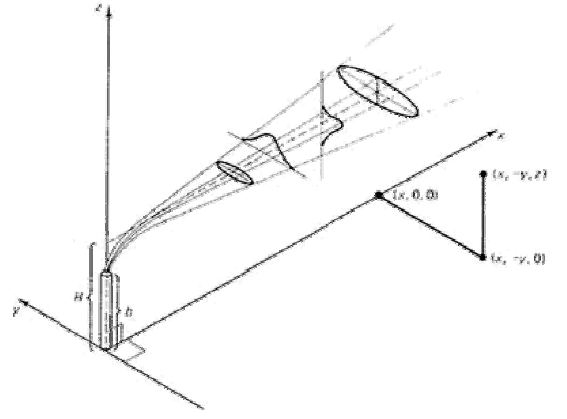 z
x
(x, -y, z)
(x, 0, 0)
(x, -y, 0)
H
h
y